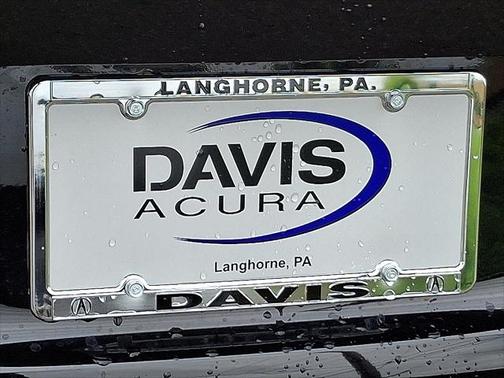 LANGHORNE, PA.
DAVIS
ACURA
Langhorne, PA
DAVIS